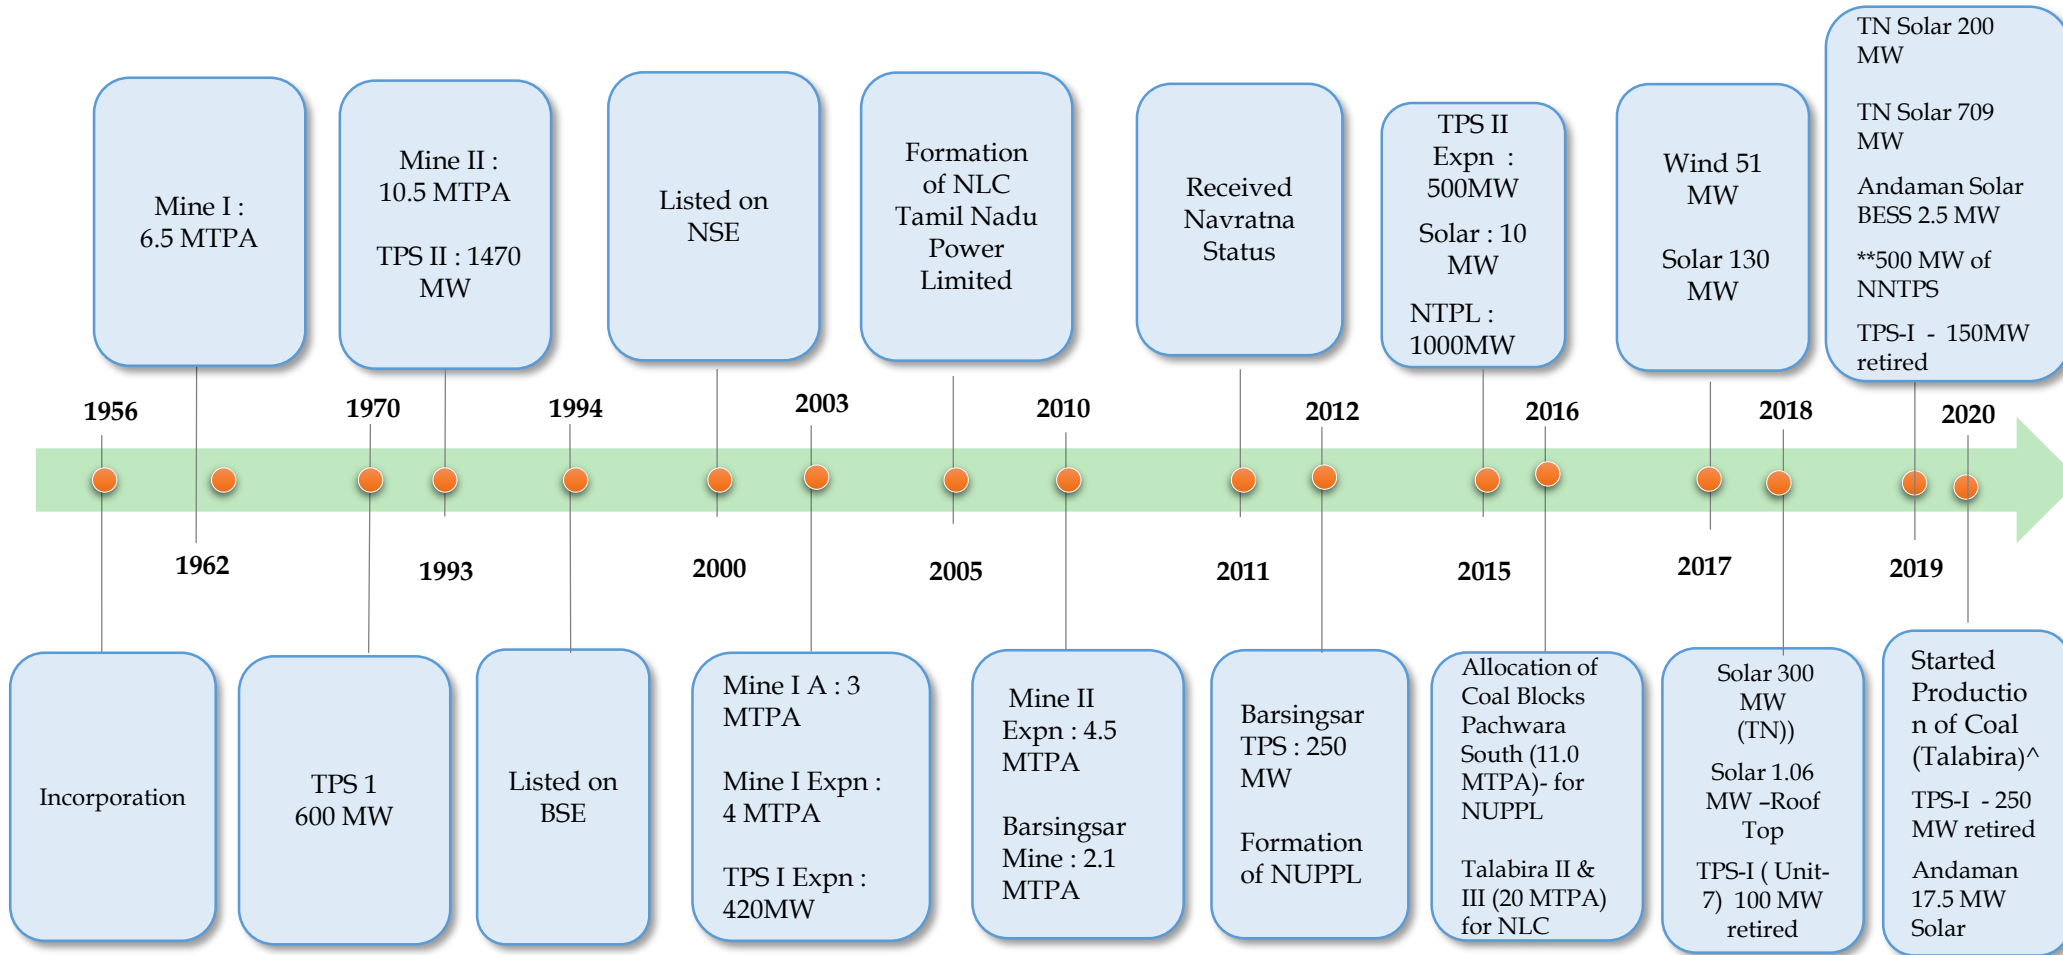 Mine I :
6.5 MTPA
Mine II :
10.5 MTPA
TPS II : 1470
MW
Listed on
NSE
Formation
of NLC
Tamil Nadu
Power
Limited
Received
Navratna
Status
TPS II
Expn :
500MW
Solar : 10
MW
NTPL :
1000MW
Wind 51
MW
Solar 130
MW
TN Solar 200
MW
TN Solar 709
MW
Andaman Solar
BESS 2.5 MW
**500 MW of
NNTPS
TPS-I - 150MW
retired
1956
1970
1994
2003
2010
2012
2016
2018
2020
1962
1993
2000
2005
2011
2015
2017
2019
Incorporation
TPS 1
600 MW
Listed on
BSE
Mine I A : 3
MTPA
Mine I Expn :
4 MTPA
TPS I Expn :
420MW
Mine II
Expn : 4.5
MTPA
Barsingsar
Mine : 2.1
MTPA
Barsingsar
TPS : 250
MW
Formation
of NUPPL
Allocation of
Coal Blocks
Pachwara
South (11.0
MTPA)- for
NUPPL
Talabira II &
III (20 MTPA)
for NLC
Solar 300
MW
(TN))
Solar 1.06
MW –Roof
Top
TPS-I ( Unit-
7) 100 MW
retired
Started
Productio
n of Coal
(Talabira)^
TPS-I - 250
MW retired
Andaman
17.5 MW
Solar